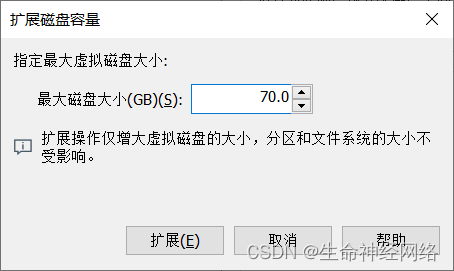 扩展磁盘容量
指定最大虚拟磁盘大小:
最大磁盘大小(GB)(S): 70.0
扩展操作仅增大虚拟磁盘的大小，分区和文件系统的大小不
受影响。
扩展(E) 取消 帮助
CSDN @生命神经网络